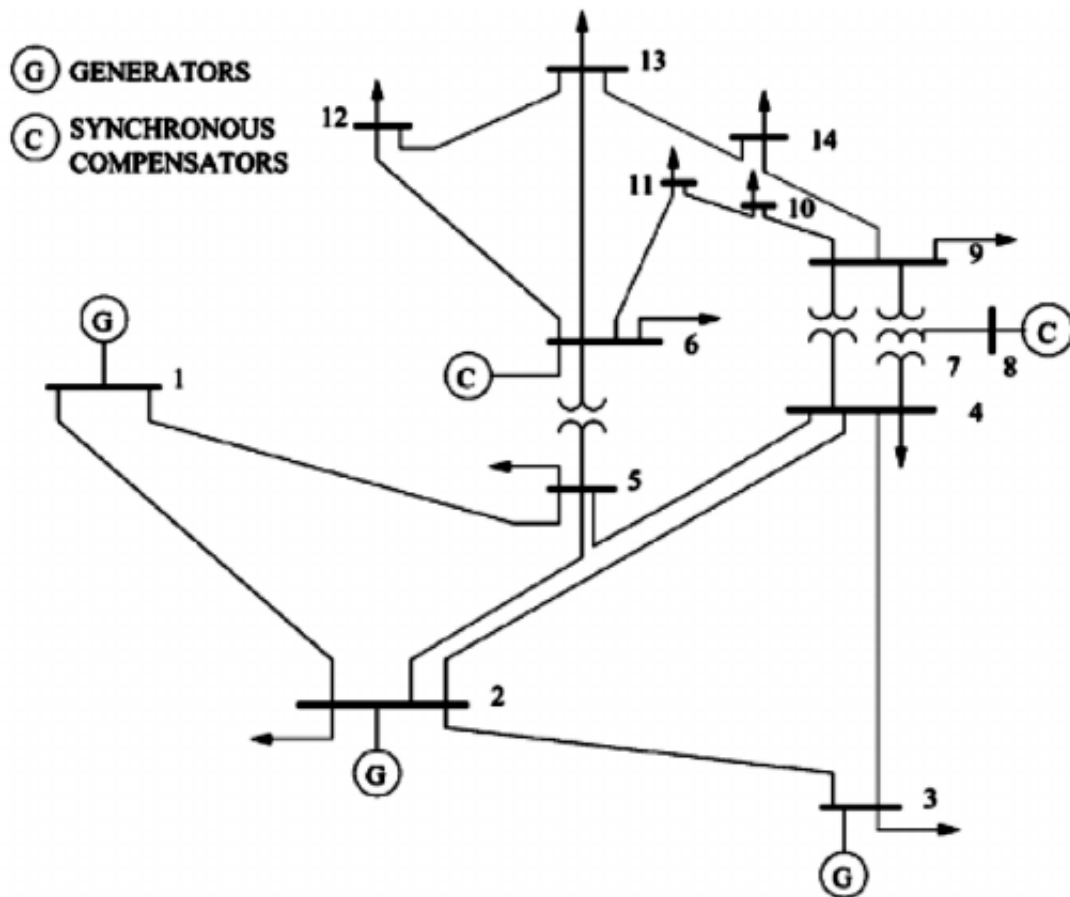 G GENERATORS
C SYNCHRONOUS
COMPENSATORS
13
12
14
11
10
9
G
C
6
7
8
C
1
4
5
2
G
3
G